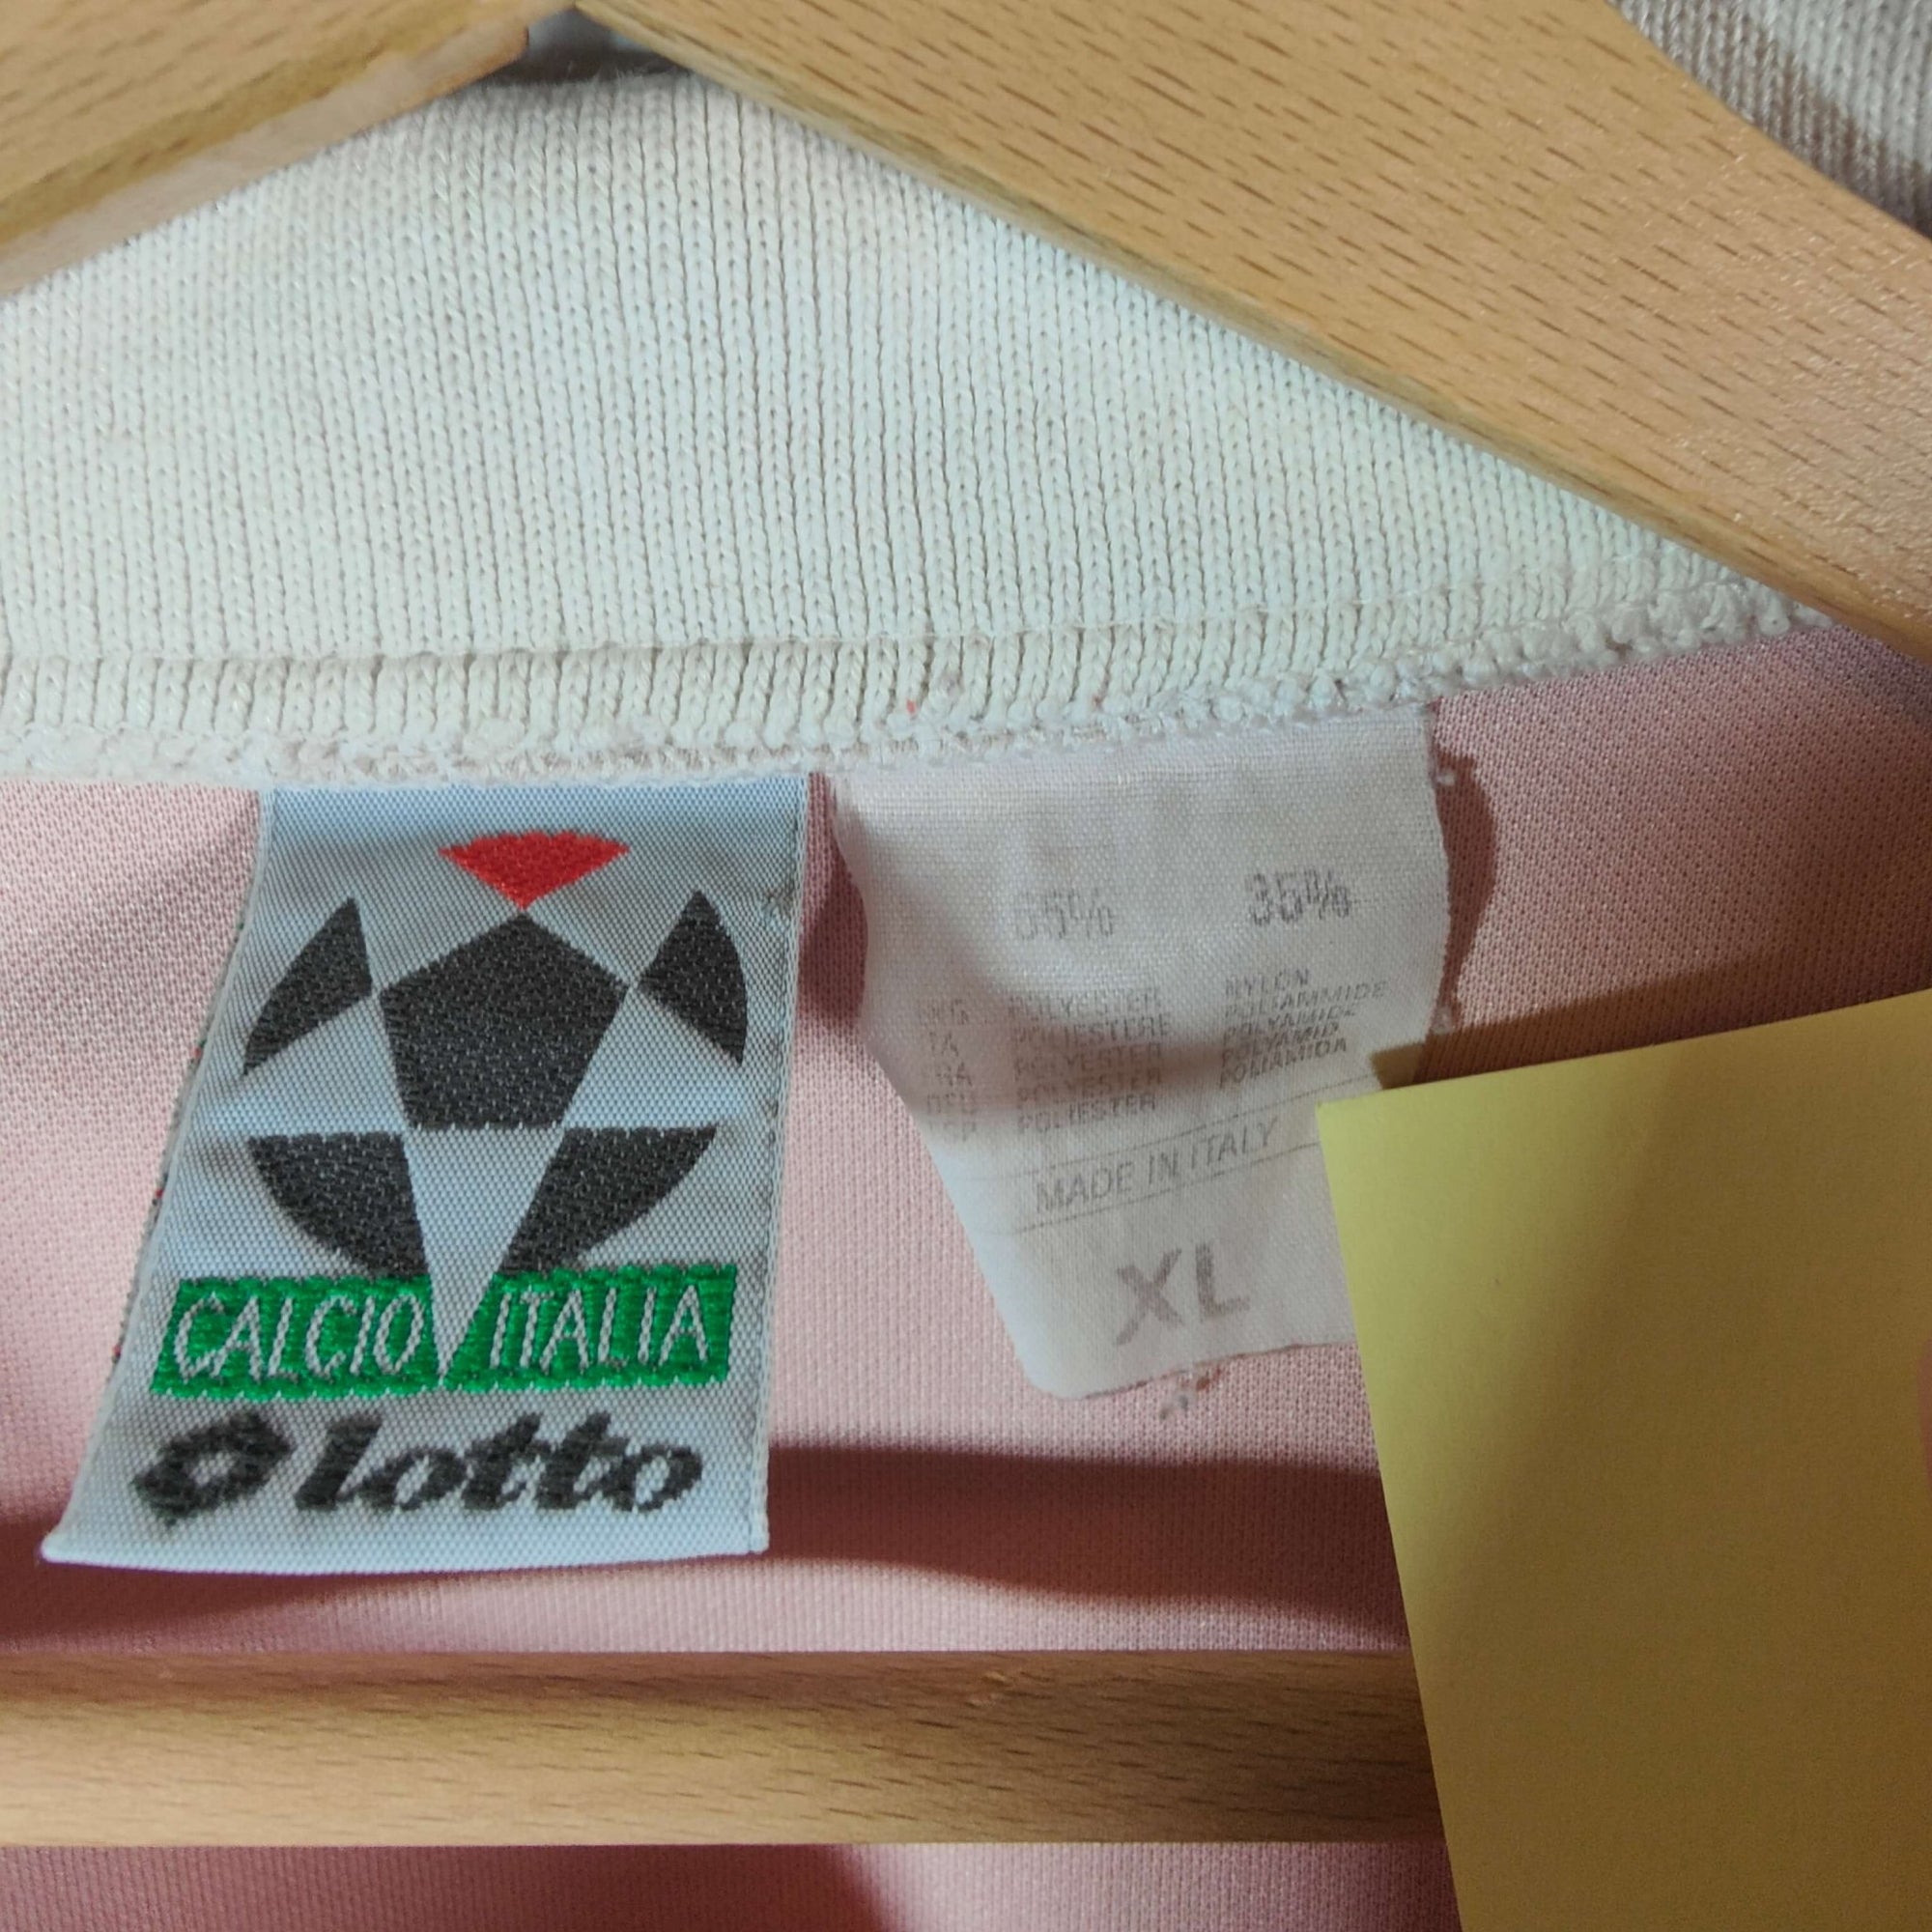 CALCIO ITALIA
lotto
65% 35%
POLYESTER NYLON
POLIESTERE POLIAMMIDE
POLYESTER POLYAMIDE
POLYESTER POLYAMID
POLIESTER POLIAMIDA
MADE IN ITALY
XL